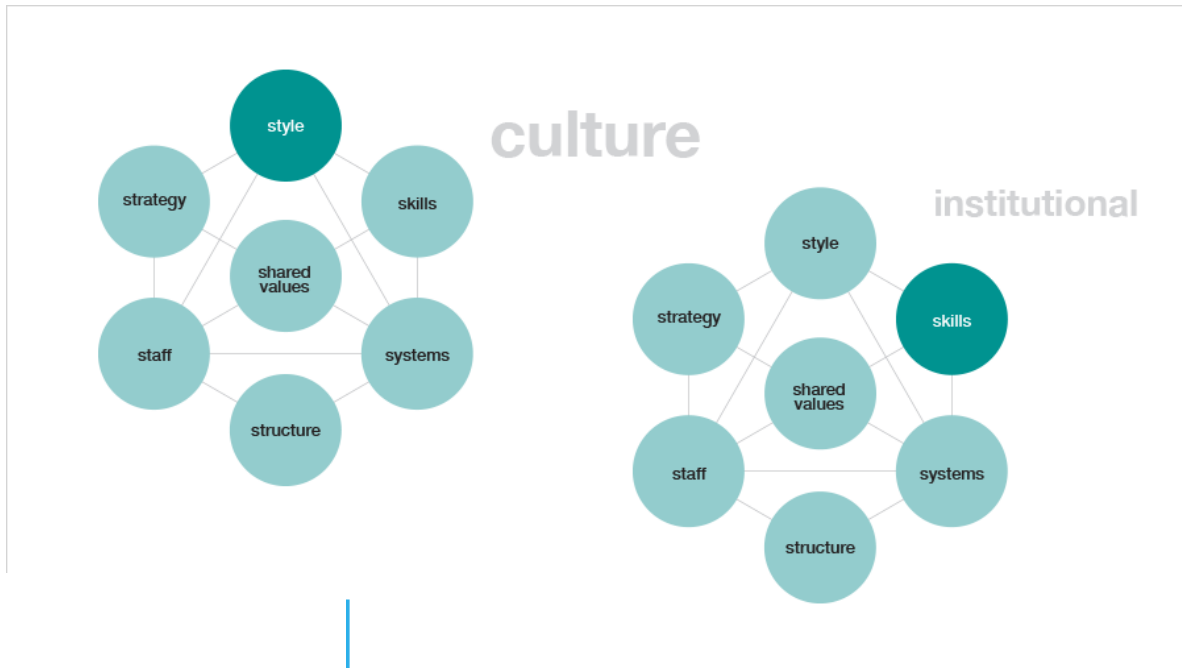 style
culture
strategy
skills
shared
values
staff
systems
structure
institutional
style
strategy
skills
shared
values
staff
systems
structure